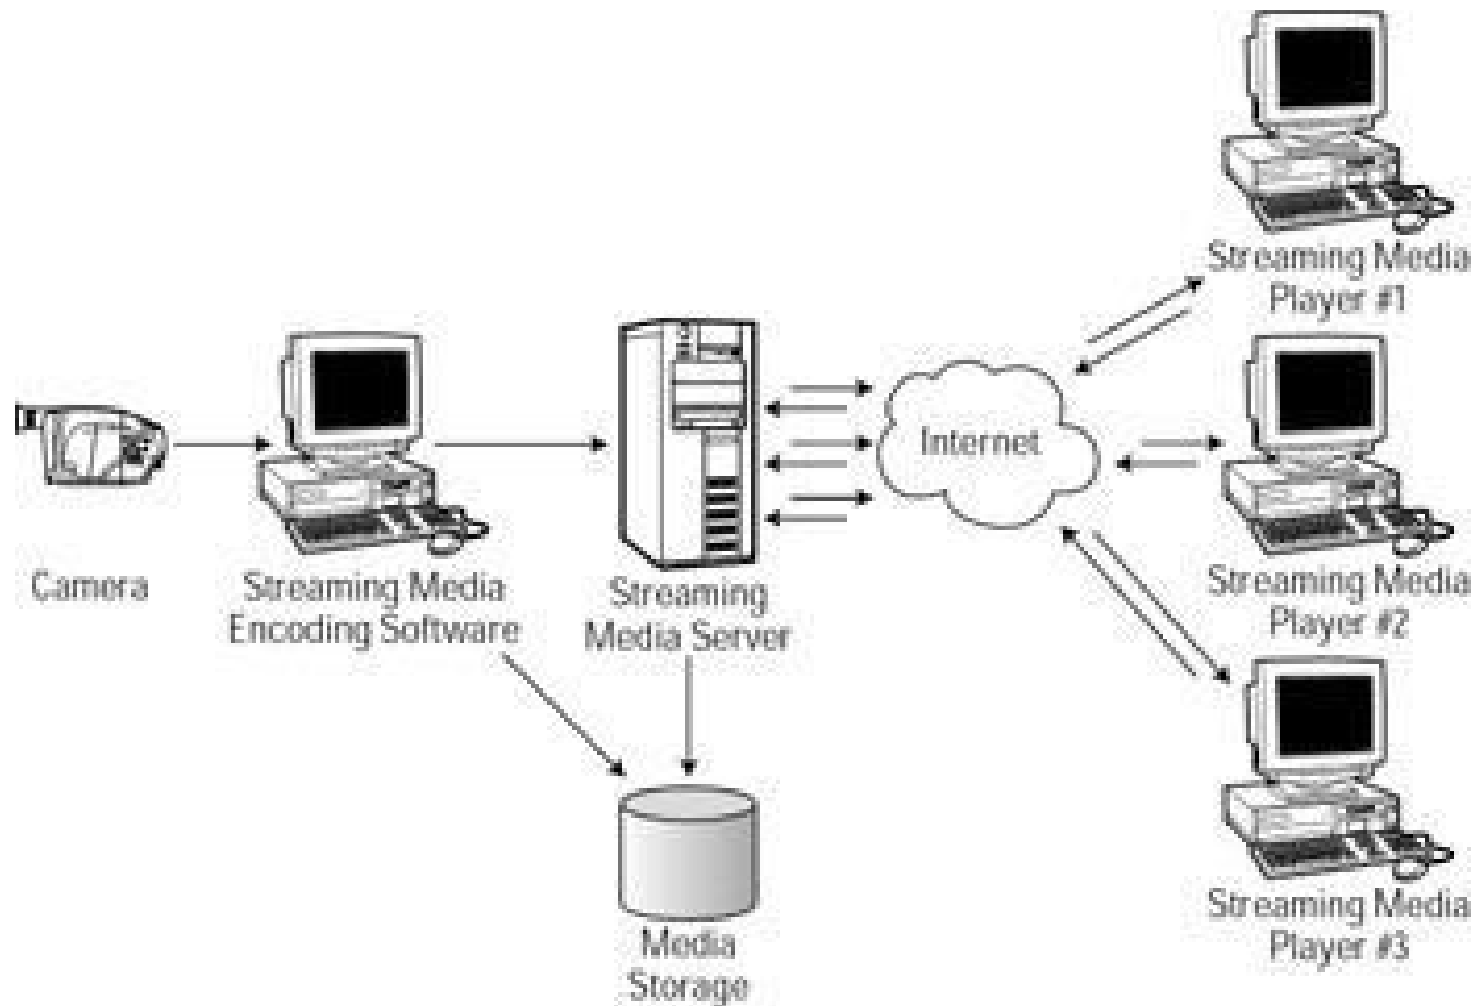 Streaming Media
Player #1
Internet
Camera
Streaming Media
Encoding Software
Streaming
Media Server
Streaming Media
Player #2
Media
Storage
Streaming Media
Player #3